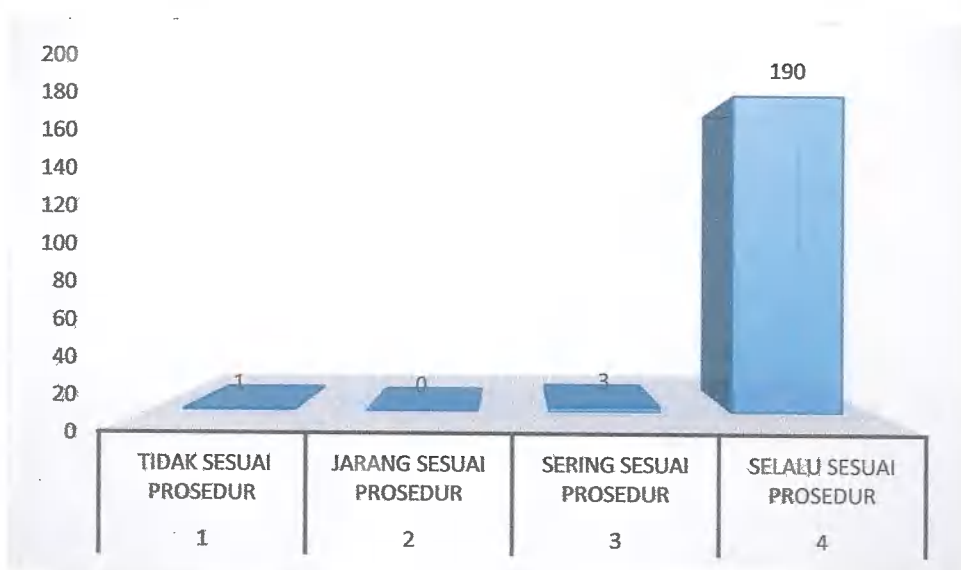 200
180
160
140
120
100
80
60
40
20
0
190
1
0
3
TIDAK SESUAI
PROSEDUR
1
JARANG SESUAI
PROSEDUR
2
SERING SESUAI
PROSEDUR
3
SELALU SESUAI
PROSEDUR
4